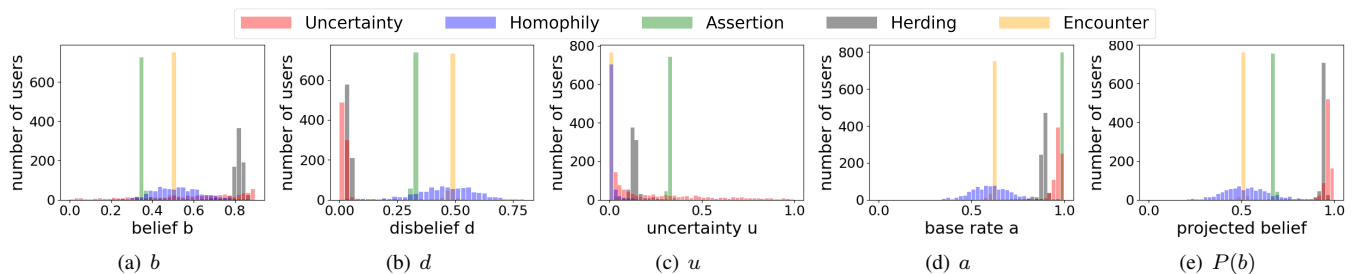 Uncertainty Homophily Assertion Herding Encounter
number of users
600
400
200
0
0.0 0.2 0.4 0.6 0.8
belief b
(a) b
number of users
600
400
200
0
0.00 0.25 0.50 0.75
disbelief d
(b) d
number of users
800
600
400
200
0
0.0 0.5 1.0
uncertainty u
(c) u
number of users
800
600
400
200
0
0.0 0.5 1.0
base rate a
(d) a
number of users
800
600
400
200
0
0.0 0.5 1.0
projected belief
(e) P(b)